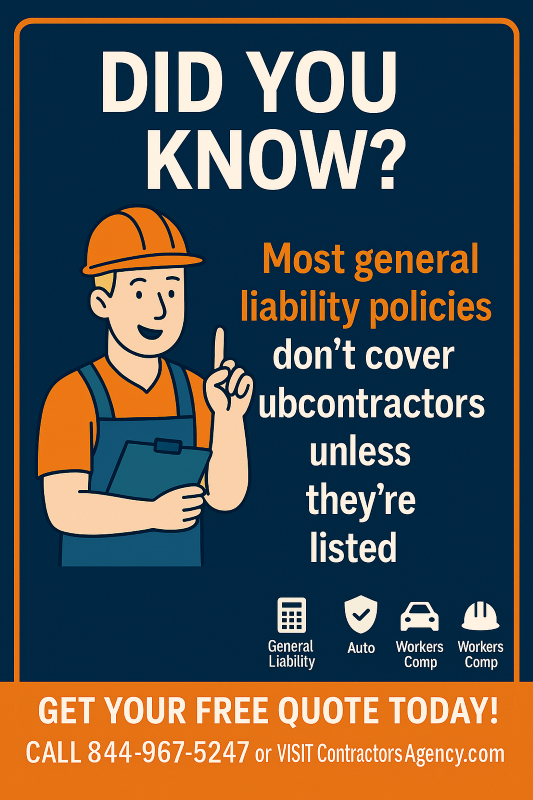 DID YOU
KNOW?
Most general
liability policies
don't cover
ubcontractors
unless
they're
listed
General
Liability
Auto
Workers
Comp
Workers
Comp
GET YOUR FREE QUOTE TODAY!
CALL 844-967-5247 or VISIT ContractorsAgency.com